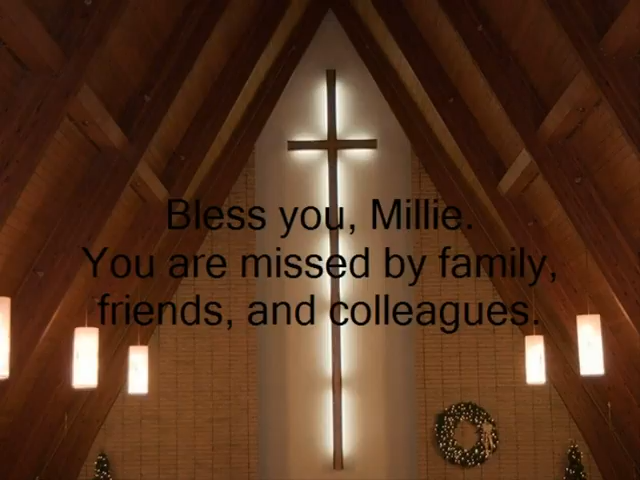 Bless you, Millie.
You are missed by family,
friends, and colleagues.